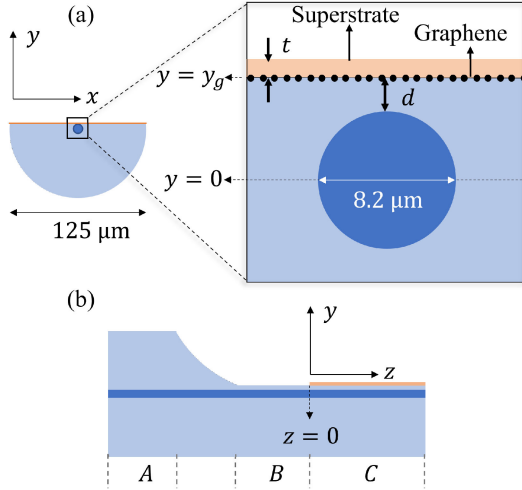 (a)
y
x
125 μm
Superstrate
Graphene
t
y = y_g
d
y = 0
8.2 μm
(b)
y
z
z = 0
A
B
C